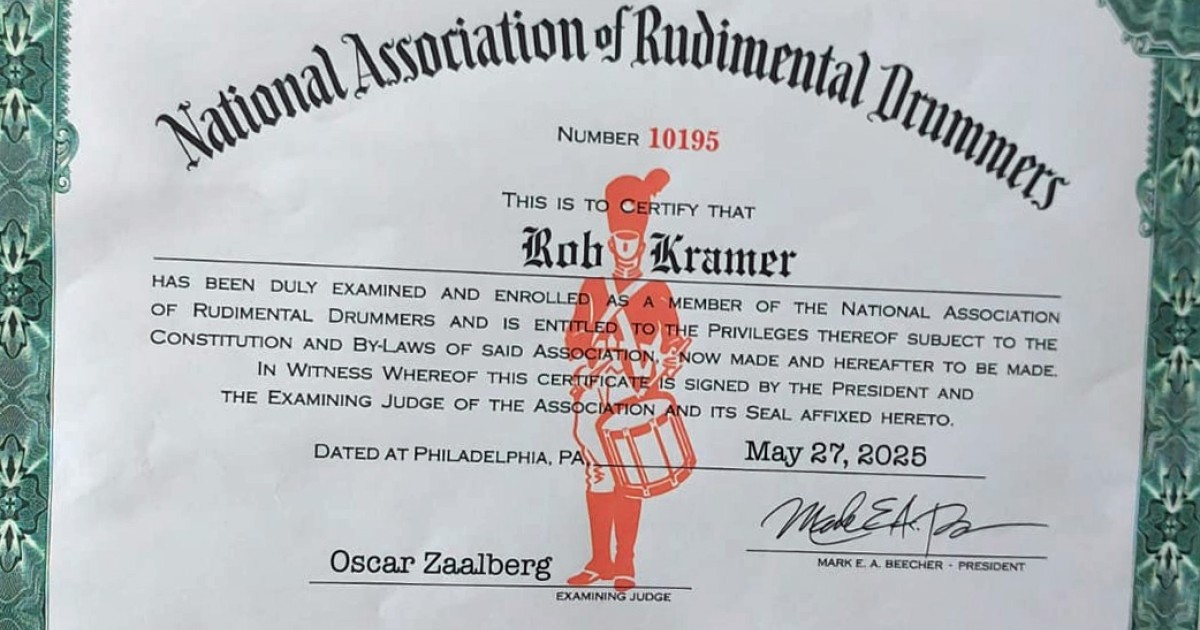 National Association of Rudimental Drummers
NUMBER 10195
THIS IS TO CERTIFY THAT
Rob Kramer
HAS BEEN DULY EXAMINED AND ENROLLED AS A MEMBER OF THE NATIONAL ASSOCIATION
OF RUDIMENTAL DRUMMERS AND IS ENTITLED TO THE PRIVILEGES THEREOF SUBJECT TO THE
CONSTITUTION AND BY-LAWS OF SAID ASSOCIATION, NOW MADE AND HEREAFTER TO BE MADE.
IN WITNESS WHEREOF THIS CERTIFICATE IS SIGNED BY THE PRESIDENT AND
THE EXAMINING JUDGE OF THE ASSOCIATION AND ITS SEAL AFFIXED HERETO.
DATED AT PHILADELPHIA, PA. May 27, 2025
MARK E. A. BEECHER - PRESIDENT
Oscar Zaalberg
EXAMINING JUDGE